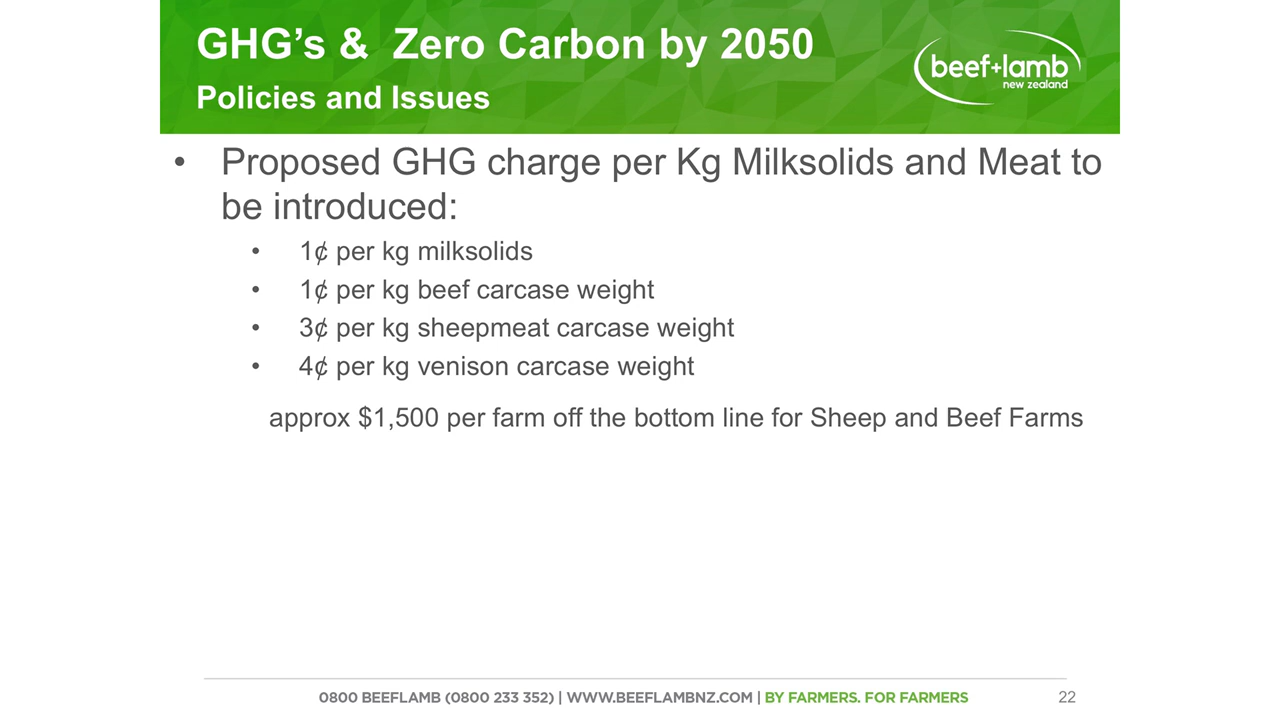 GHG’s &  Zero Carbon by 2050
Policies and Issues
beef+lamb
new zealand
• Proposed GHG charge per Kg Milksolids and Meat to
be introduced:
• 1¢ per kg milksolids
• 1¢ per kg beef carcase weight
• 3¢ per kg sheepmeat carcase weight
• 4¢ per kg venison carcase weight
approx $1,500 per farm off the bottom line for Sheep and Beef Farms
0800 BEEFLAMB (0800 233 352) | WWW.BEEFLAMBNZ.COM | BY FARMERS. FOR FARMERS
22